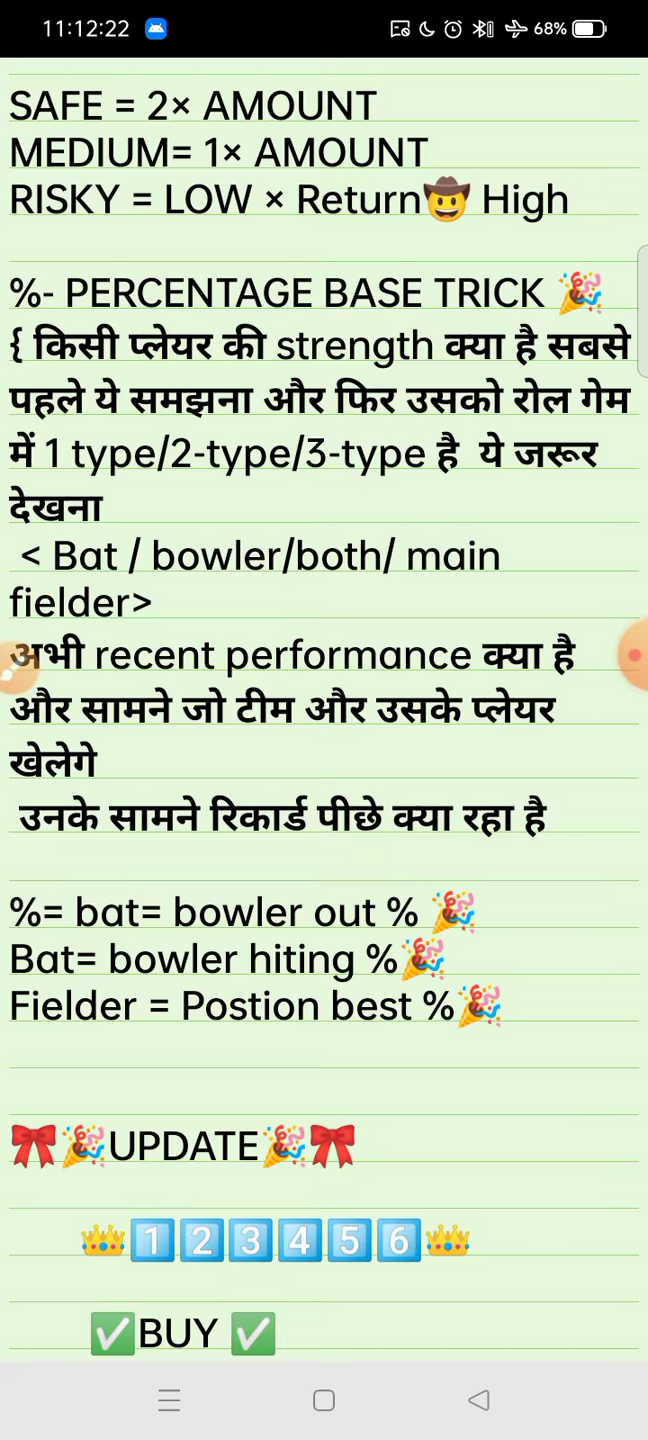 11:12:22 68%
SAFE = 2× AMOUNT
MEDIUM= 1× AMOUNT
RISKY = LOW × Return🤠 High
%- PERCENTAGE BASE TRICK 🎉
{ किसी प्लेयर की strength क्या है सबसे
पहले ये समझना और फिर उसको रोल गेम
में 1 type/2-type/3-type है ये जरूर
देखना
< Bat / bowler/both/ main
fielder>
अभी recent performance क्या है
और सामने जो टीम और उसके प्लेयर
खेलेगे
उनके सामने रिकार्ड पीछे क्या रहा है
%= bat= bowler out % 🎉
Bat= bowler hiting %🎉
Fielder = Postion best %🎉
🎀🎉UPDATE🎉🎀
👑1️⃣2️⃣3️⃣4️⃣5️⃣6️⃣👑
✅BUY ✅